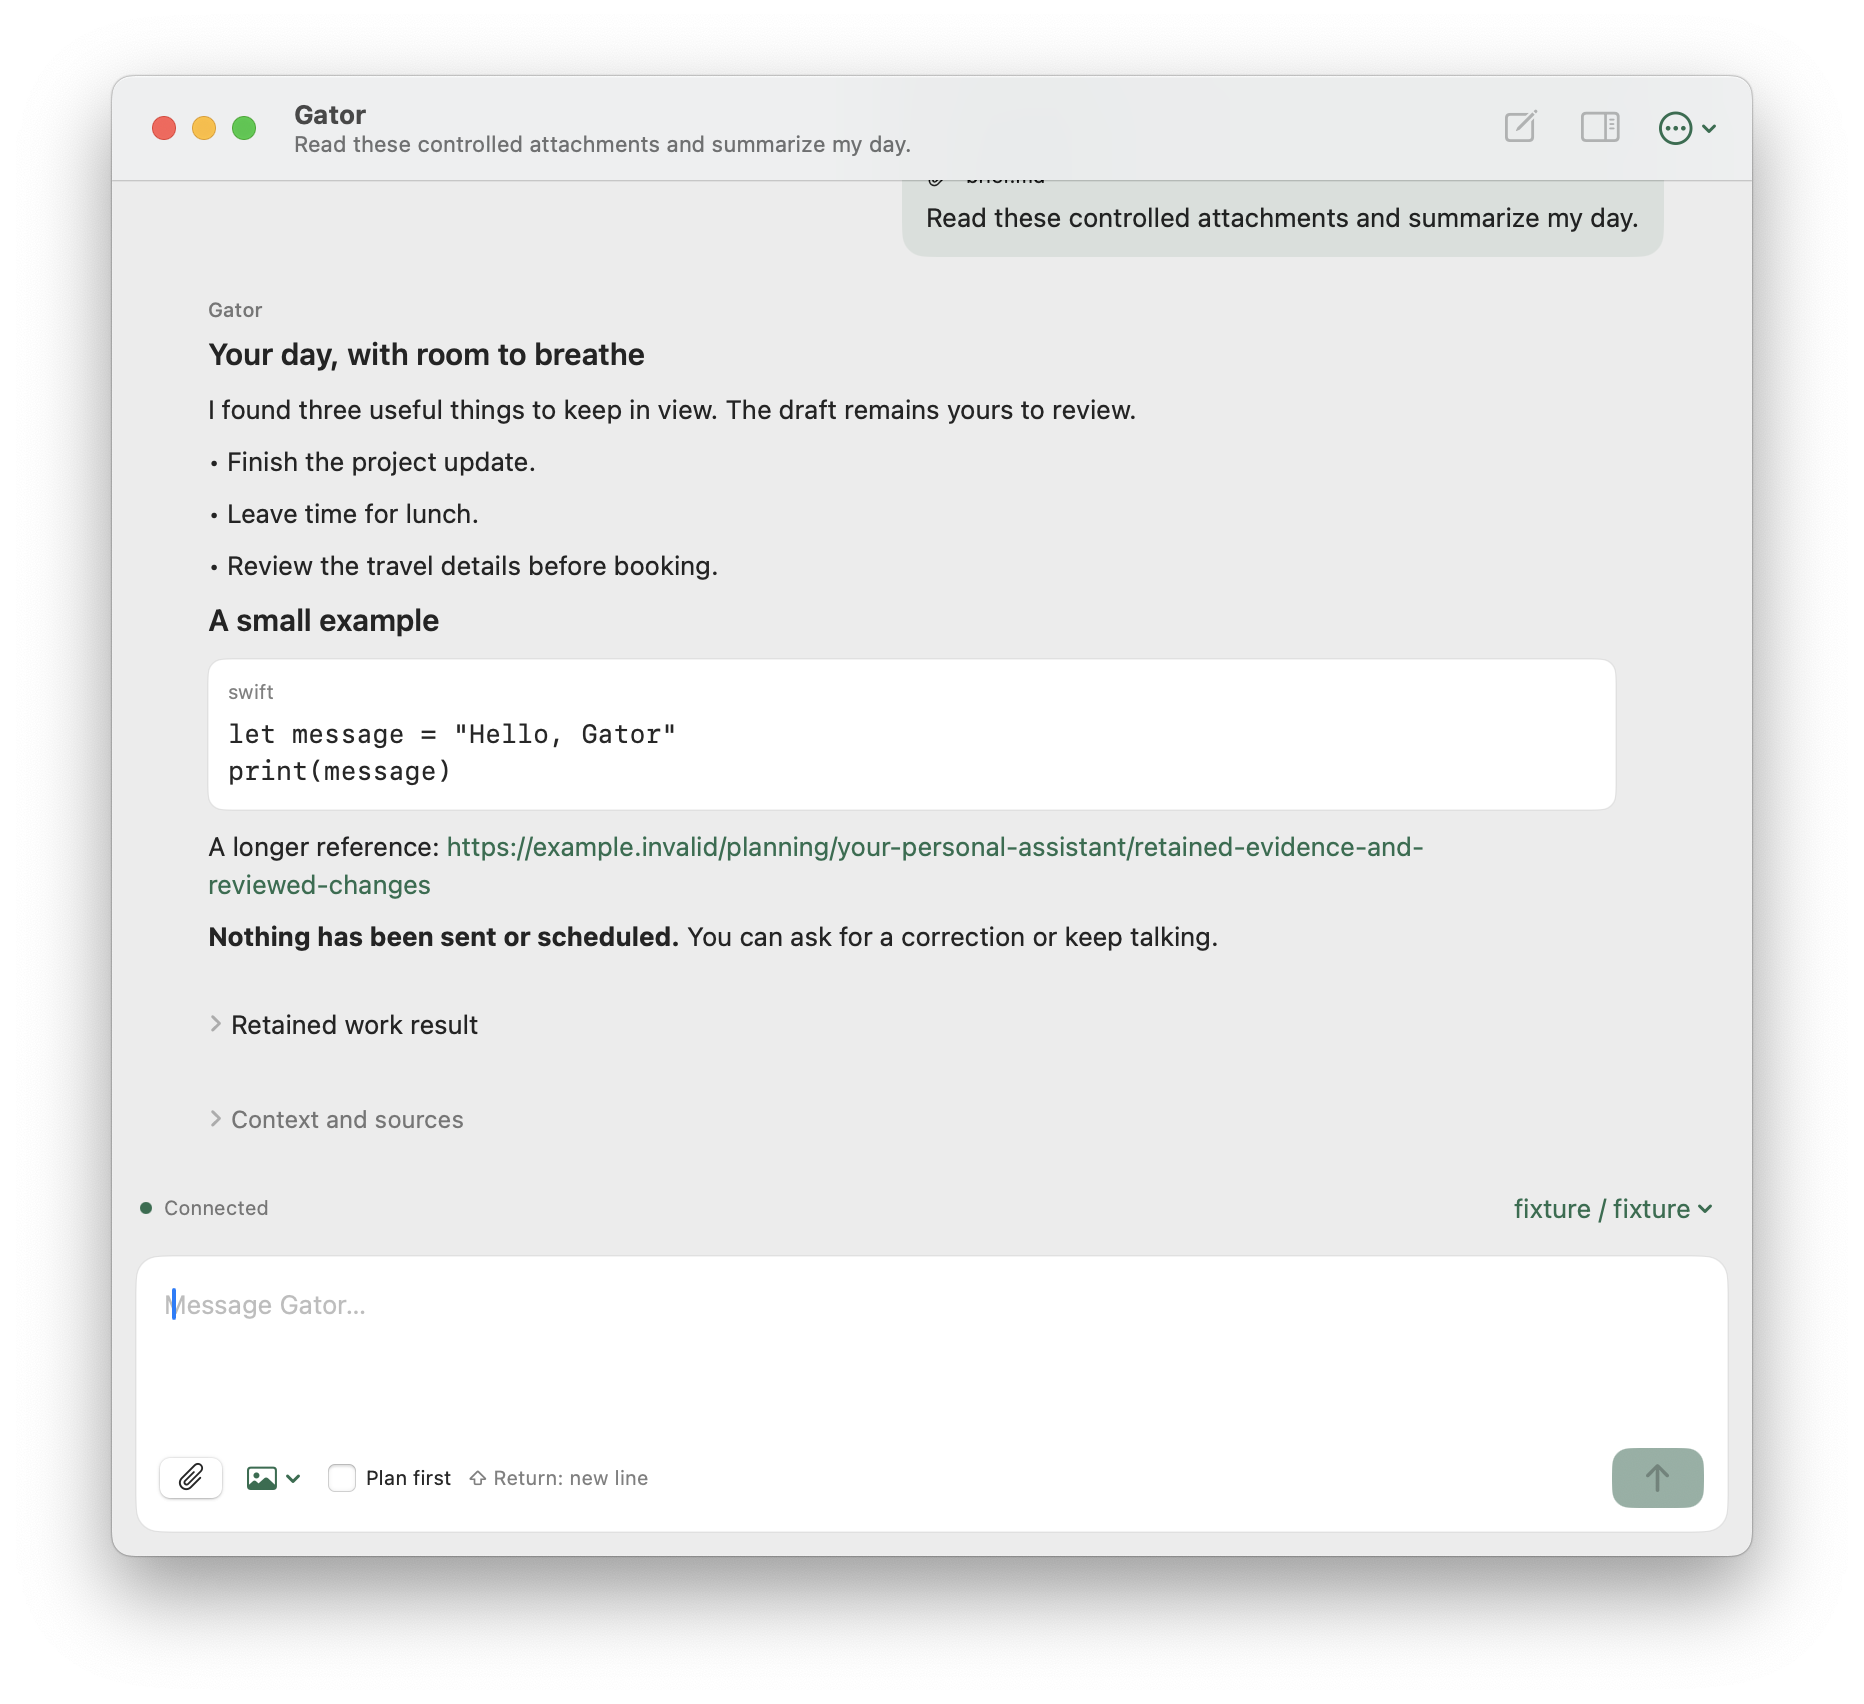 Gator
Read these controlled attachments and summarize my day.
brief.md
Read these controlled attachments and summarize my day.
Gator
Your day, with room to breathe
I found three useful things to keep in view. The draft remains yours to review.
• Finish the project update.
• Leave time for lunch.
• Review the travel details before booking.
A small example
swift
let message = "Hello, Gator"
print(message)
A longer reference: https://example.invalid/planning/your-personal-assistant/retained-evidence-and-
reviewed-changes
Nothing has been sent or scheduled. You can ask for a correction or keep talking.
Retained work result
Context and sources
Connected
fixture / fixture
Message Gator...
Plan first
Return: new line